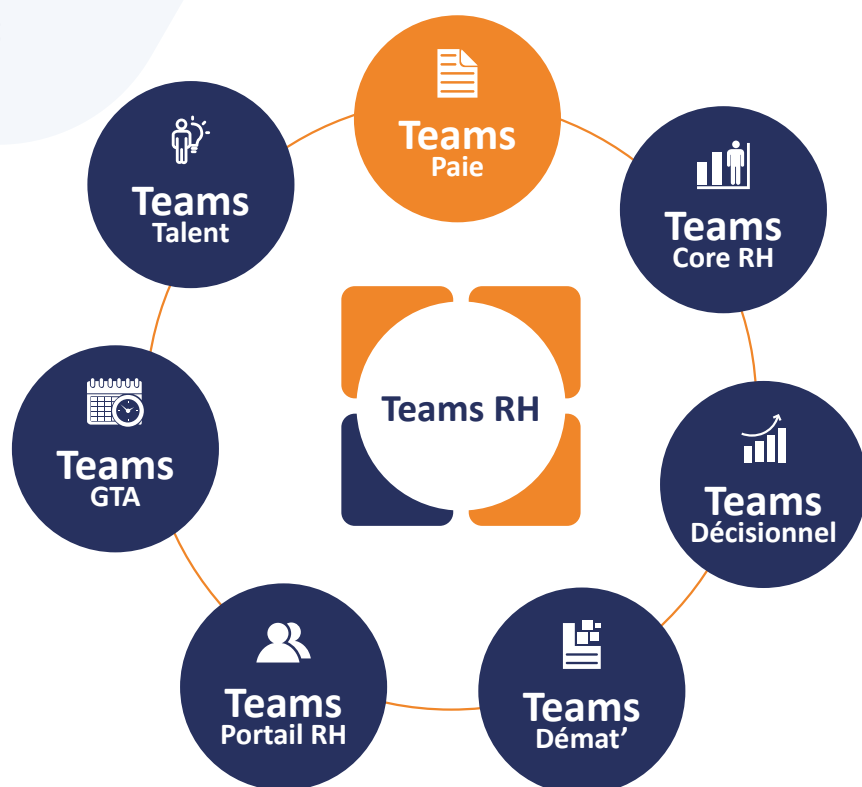 Teams
Paie
Teams
Talent
Teams
Core RH
Teams RH
Teams
GTA
Teams
Décisionnel
Teams
Portail RH
Teams
Démat’